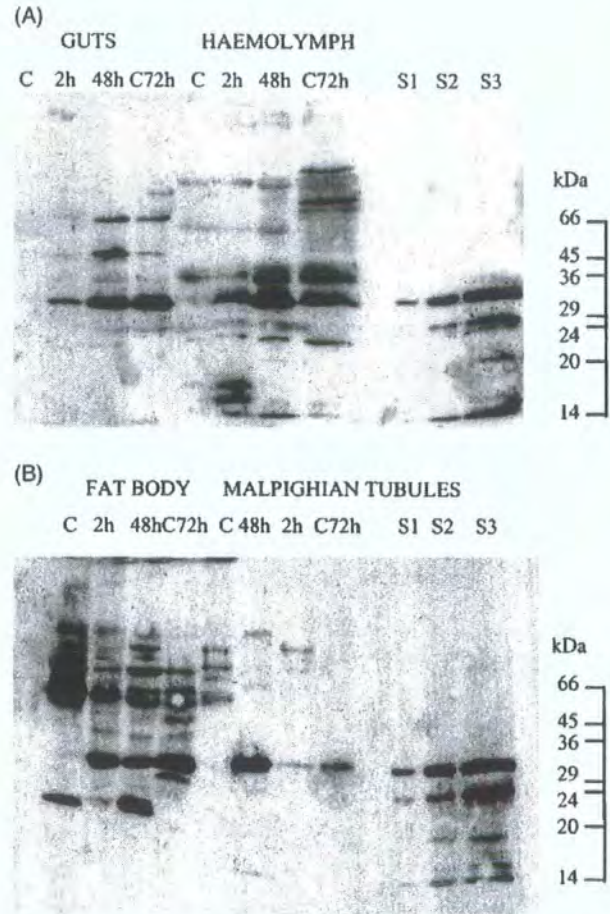 (A)
GUTS HAEMOLYMPH
C 2h 48h C72h C 2h 48h C72h S1 S2 S3
kDa
66
45
36
29
24
20
14
(B)
FAT BODY MALPIGHIAN TUBULES
C 2h 48hC72h C 48h 2h C72h S1 S2 S3
kDa
66
45
36
29
24
20
14